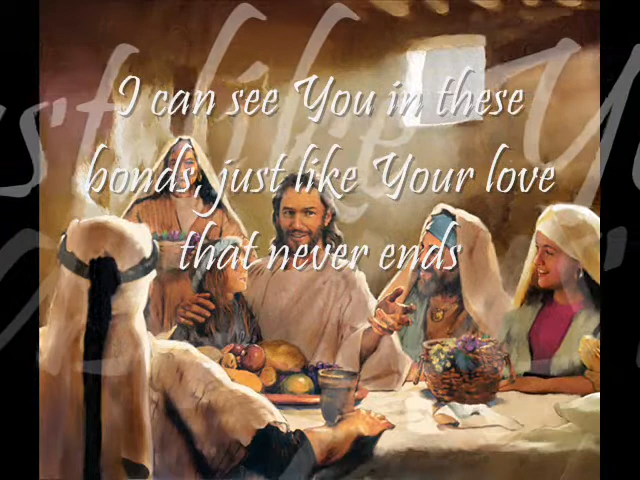 I can see You in these
bonds, just like Your love
that never ends